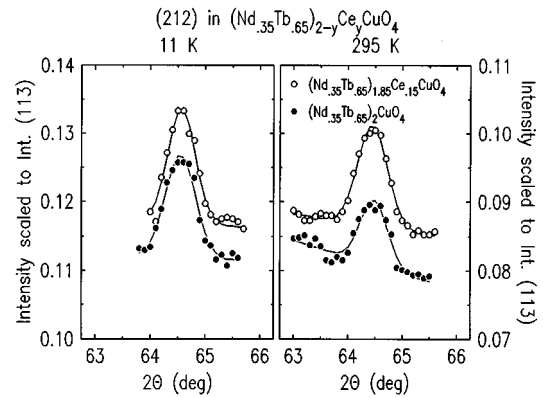 (212) in (Nd.35Tb.65)2-yCeyCuO4
11 K
295 K
Intensity scaled to Int. (113)
0.14
0.13
0.12
0.11
0.10
63 64 65 66
2Θ (deg)
(Nd.35Tb.65)1.85Ce.15CuO4
(Nd.35Tb.65)2CuO4
0.11
0.10
0.09
0.08
0.07
63 64 65 66
2Θ (deg)
Intensity scaled to Int. (113)